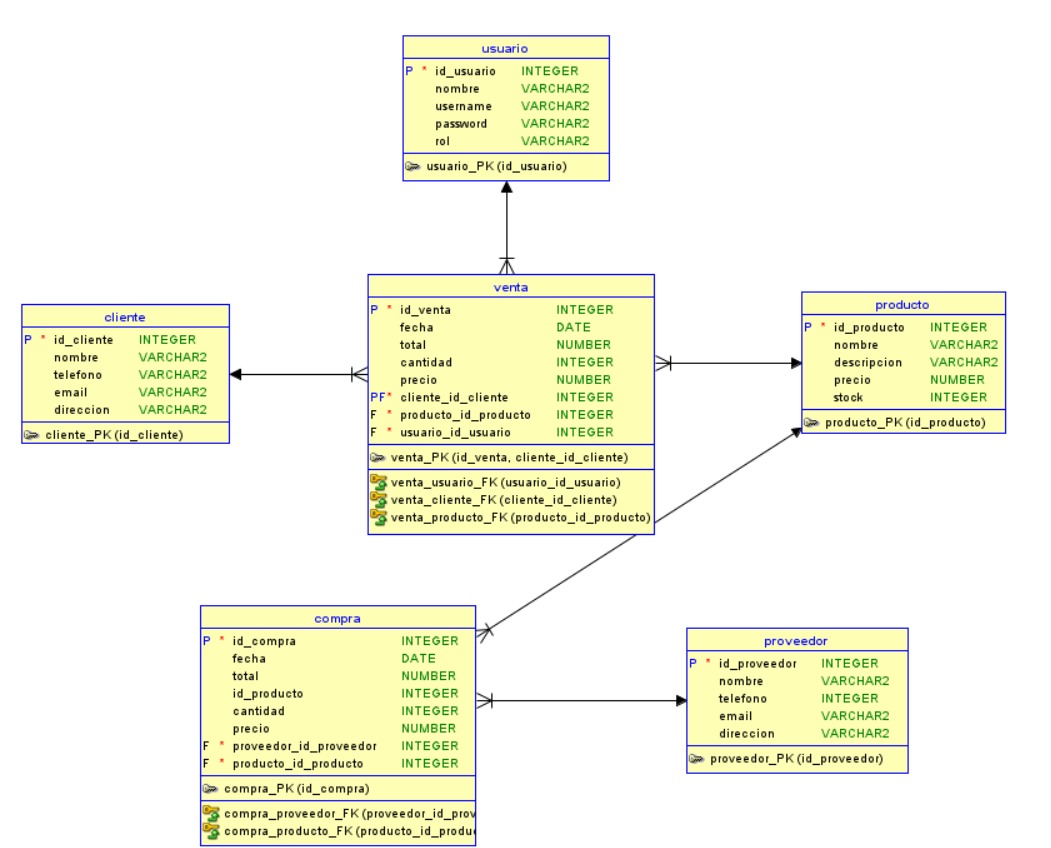 usuario
P * id_usuario INTEGER
nombre VARCHAR2
username VARCHAR2
password VARCHAR2
rol VARCHAR2
usuario_PK (id_usuario)
venta
P * id_venta INTEGER
fecha DATE
total NUMBER
cantidad INTEGER
precio NUMBER
PF* cliente_id_cliente INTEGER
F * producto_id_producto INTEGER
F * usuario_id_usuario INTEGER
venta_PK (id_venta, cliente_id_cliente)
venta_usuario_FK (usuario_id_usuario)
venta_cliente_FK (cliente_id_cliente)
venta_producto_FK (producto_id_producto)
cliente
P * id_cliente INTEGER
nombre VARCHAR2
telefono VARCHAR2
email VARCHAR2
direccion VARCHAR2
cliente_PK (id_cliente)
producto
P * id_producto INTEGER
nombre VARCHAR2
descripcion VARCHAR2
precio NUMBER
stock INTEGER
producto_PK (id_producto)
compra
P * id_compra INTEGER
fecha DATE
total NUMBER
id_producto INTEGER
cantidad INTEGER
precio NUMBER
F * proveedor_id_proveedor INTEGER
F * producto_id_producto INTEGER
compra_PK (id_compra)
compra_proveedor_FK (proveedor_id_prov
compra_producto_FK (producto_id_produ
proveedor
P * id_proveedor INTEGER
nombre VARCHAR2
telefono INTEGER
email VARCHAR2
direccion VARCHAR2
proveedor_PK (id_proveedor)